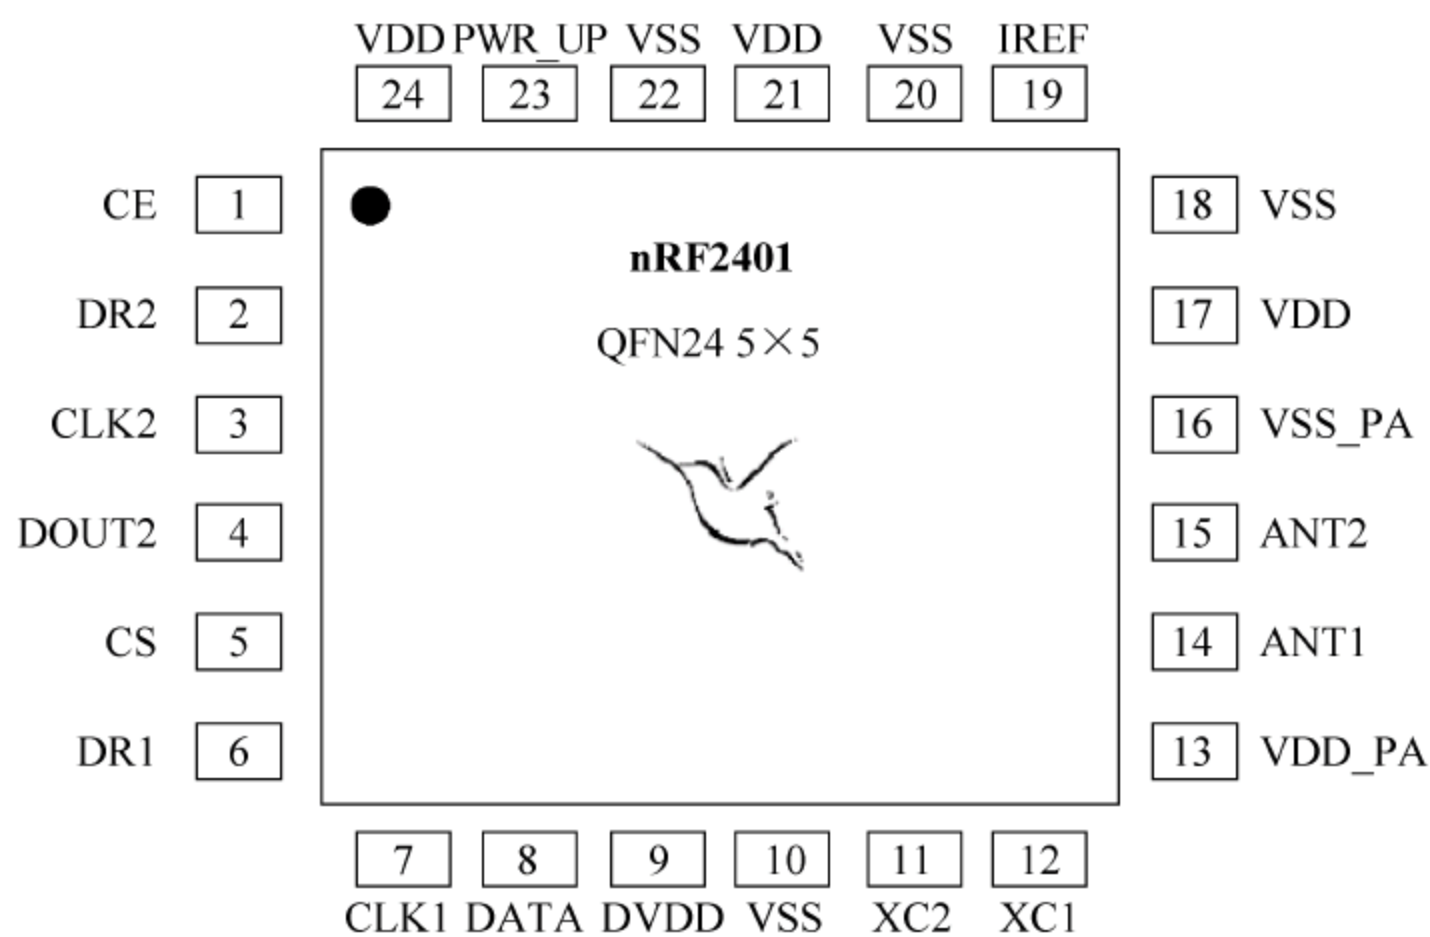 VDD PWR_UP VSS VDD VSS IREF
24 23 22 21 20 19
CE 1 18 VSS
nRF2401
DR2 2 17 VDD
QFN24 5×5
CLK2 3 16 VSS_PA
DOUT2 4 15 ANT2
CS 5 14 ANT1
DR1 6 13 VDD_PA
7 8 9 10 11 12
CLK1 DATA DVDD VSS XC2 XC1